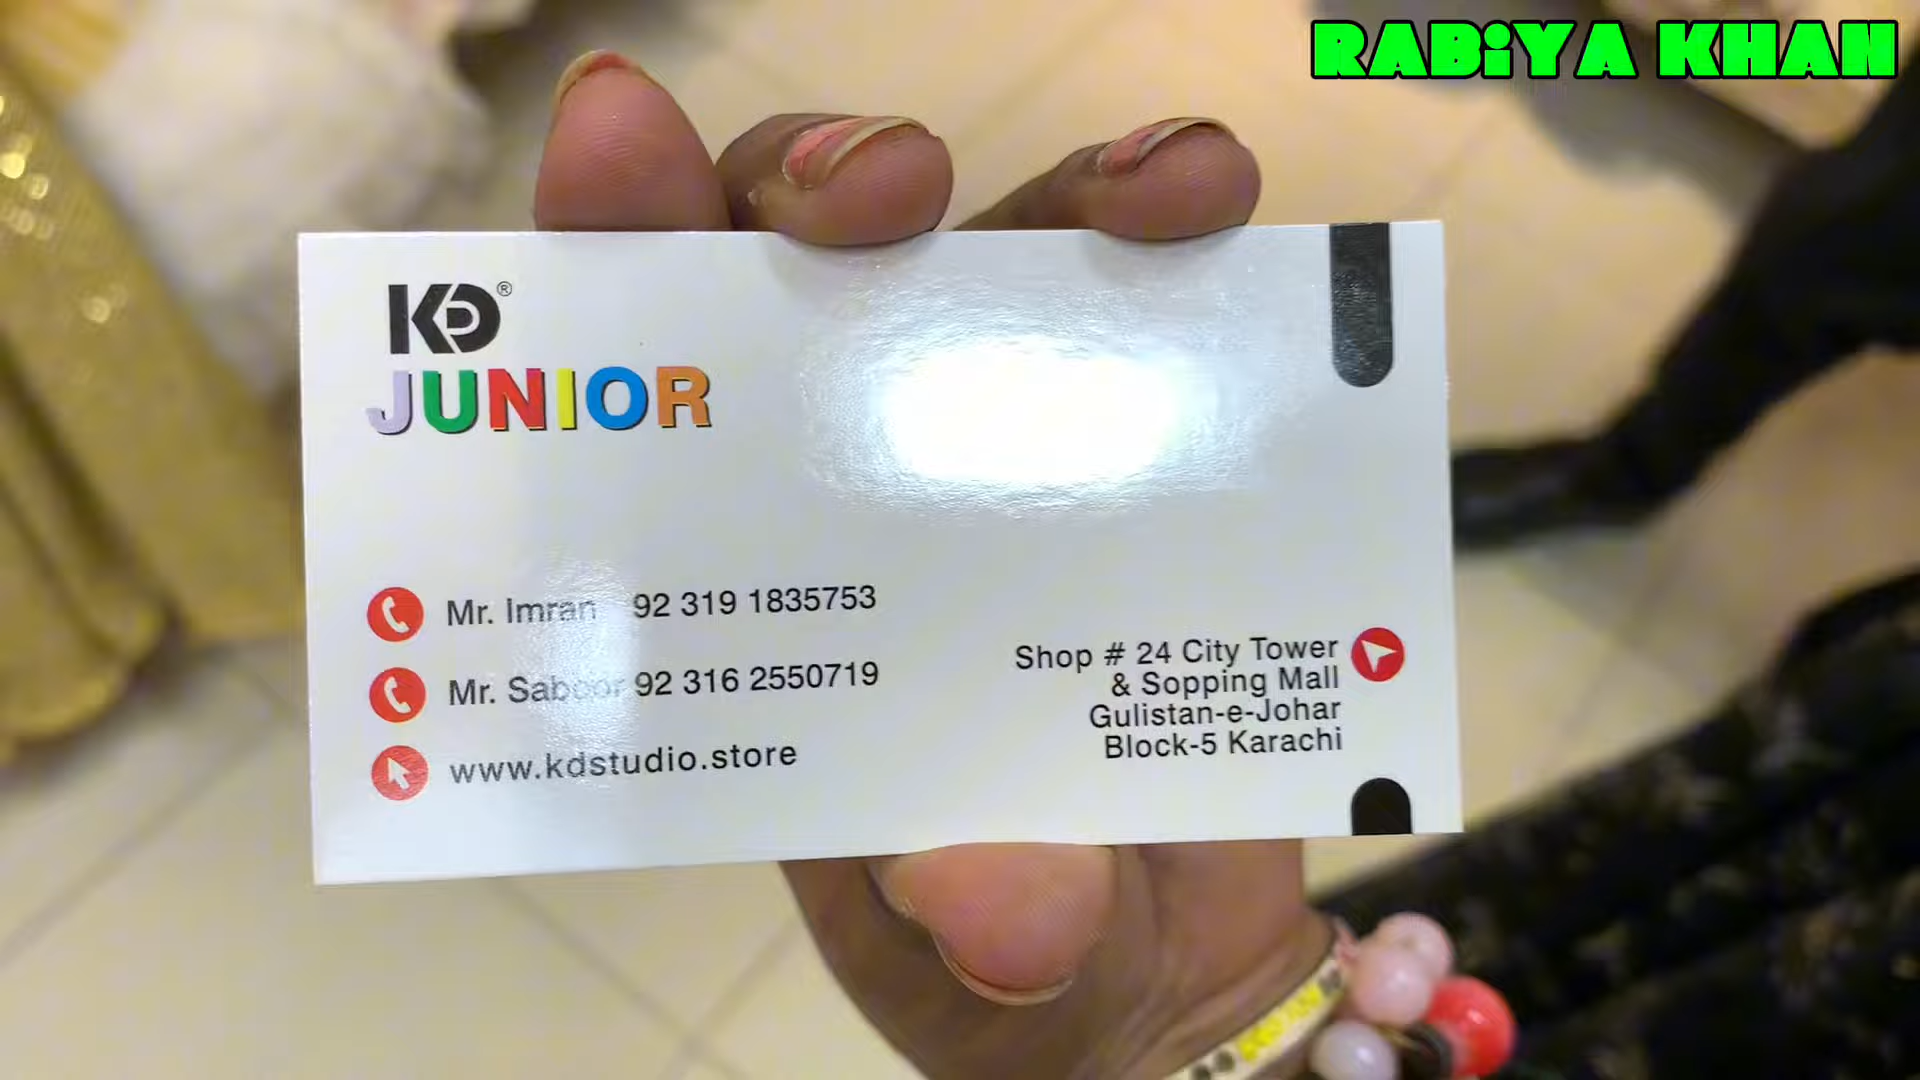 RABiYA KHAN
KD®
JUNIOR
Mr. Imran 92 319 1835753
Mr. Saboor 92 316 2550719
www.kdstudio.store
Shop # 24 City Tower
& Sopping Mall
Gulistan-e-Johar
Block-5 Karachi